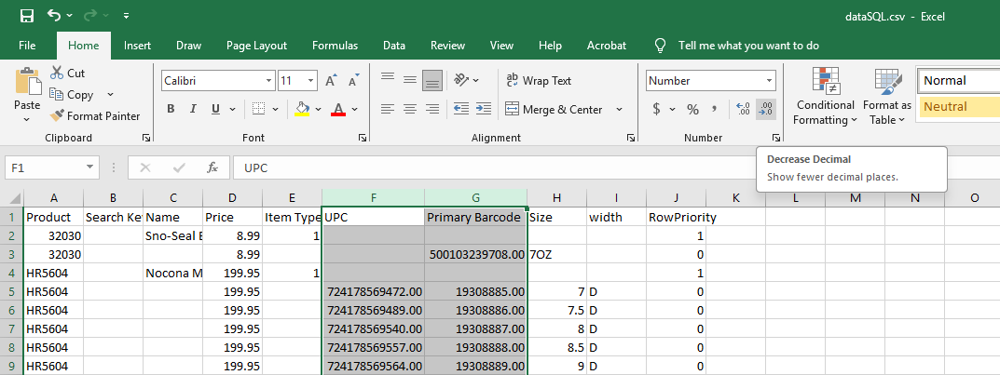 dataSQL.csv - Excel
File Home Insert Draw Page Layout Formulas Data Review View Help Acrobat Tell me what you want to do
Paste
Cut
Copy
Format Painter
Clipboard
Calibri 11 A A
B I U A
Font
ab Wrap Text
Merge & Center
Alignment
Number
$ % , .00 .00
Number
Conditional Formatting
Format as Table
Normal
Neutral
F1 fx UPC
Decrease Decimal
Show fewer decimal places.
A B C D E F G H I J K L M N O
1 Product Search Ke Name Price Item Type UPC Primary Barcode Size width RowPriority
2 32030 Sno-Seal B 8.99 1 1
3 32030 8.99 500103239708.00 7OZ 0
4 HR5604 Nocona M 199.95 1 1
5 HR5604 199.95 724178569472.00 19308885.00 7 D 0
6 HR5604 199.95 724178569489.00 19308886.00 7.5 D 0
7 HR5604 199.95 724178569540.00 19308887.00 8 D 0
8 HR5604 199.95 724178569557.00 19308888.00 8.5 D 0
9 HR5604 199.95 724178569564.00 19308889.00 9 D 0